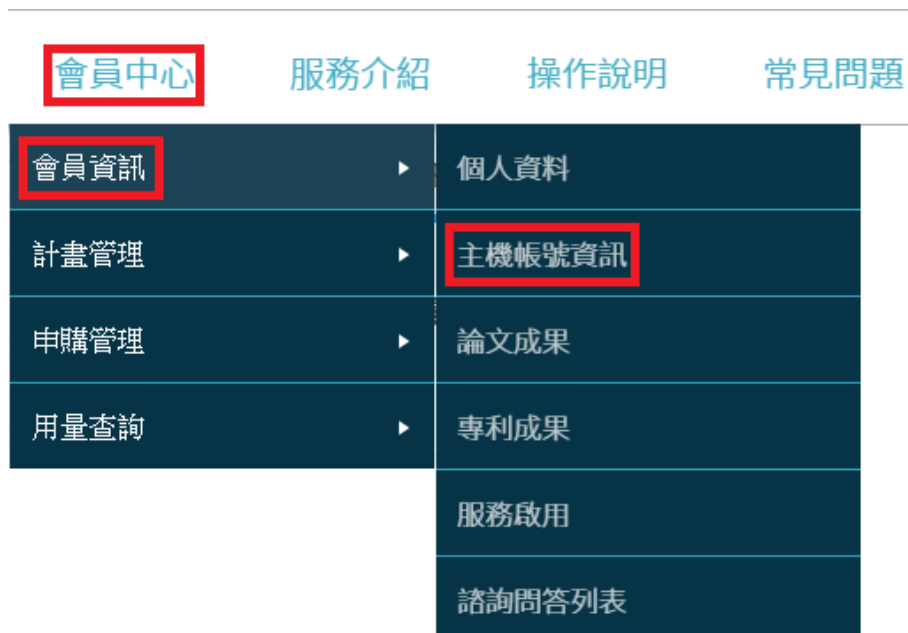 會員中心 服務介紹 操作說明 常見問題
會員資訊
個人資料
計畫管理
主機帳號資訊
申購管理
論文成果
用量查詢
專利成果
服務啟用
諮詢問答列表